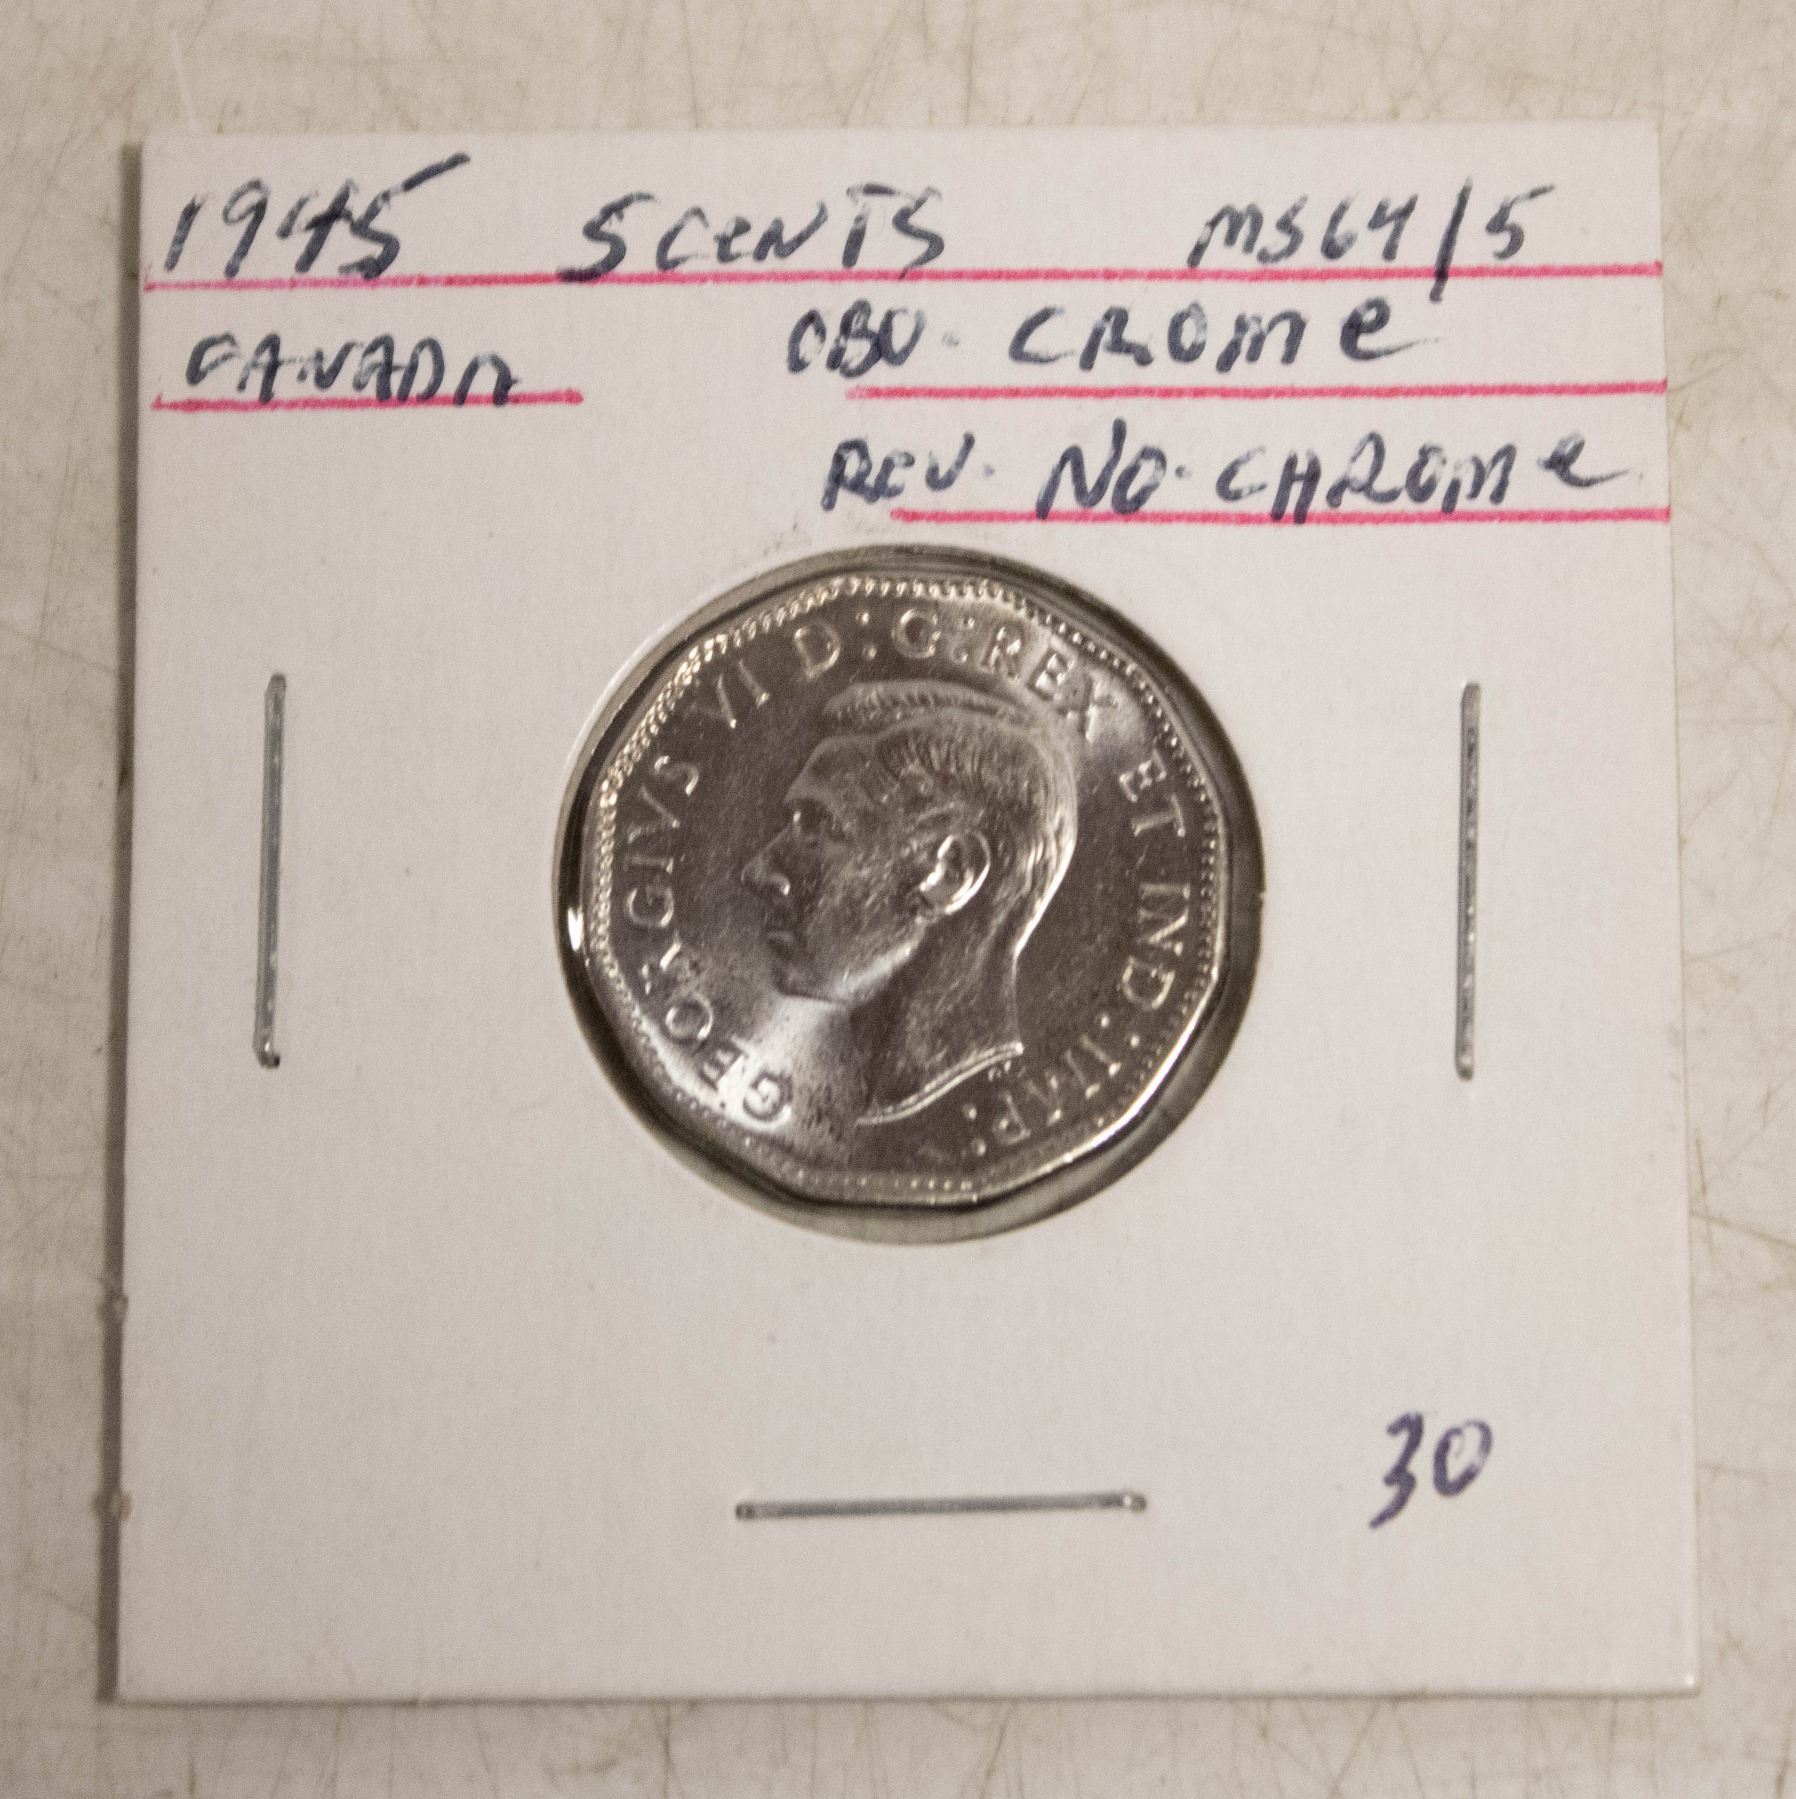 1945 5 CeNTS MS64/5
CANADA OBV. CROMe
Rev. NO. CHROMe
GEORGIVS VI D:G:REX ET IND:IMP:
30